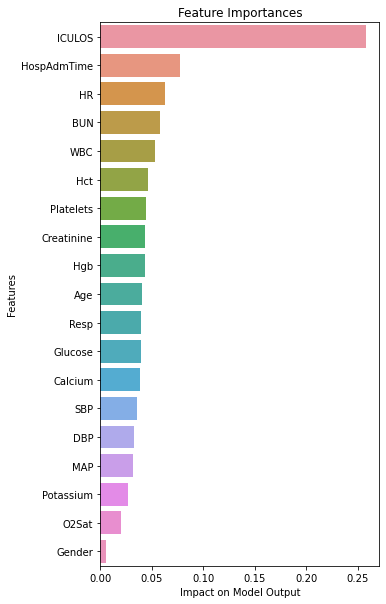 Feature Importances
ICULOS
HospAdmTime
HR
BUN
WBC
Hct
Platelets
Creatinine
Hgb
Age
Resp
Glucose
Calcium
SBP
DBP
MAP
Potassium
O2Sat
Gender
Features
0.00 0.05 0.10 0.15 0.20 0.25
Impact on Model Output